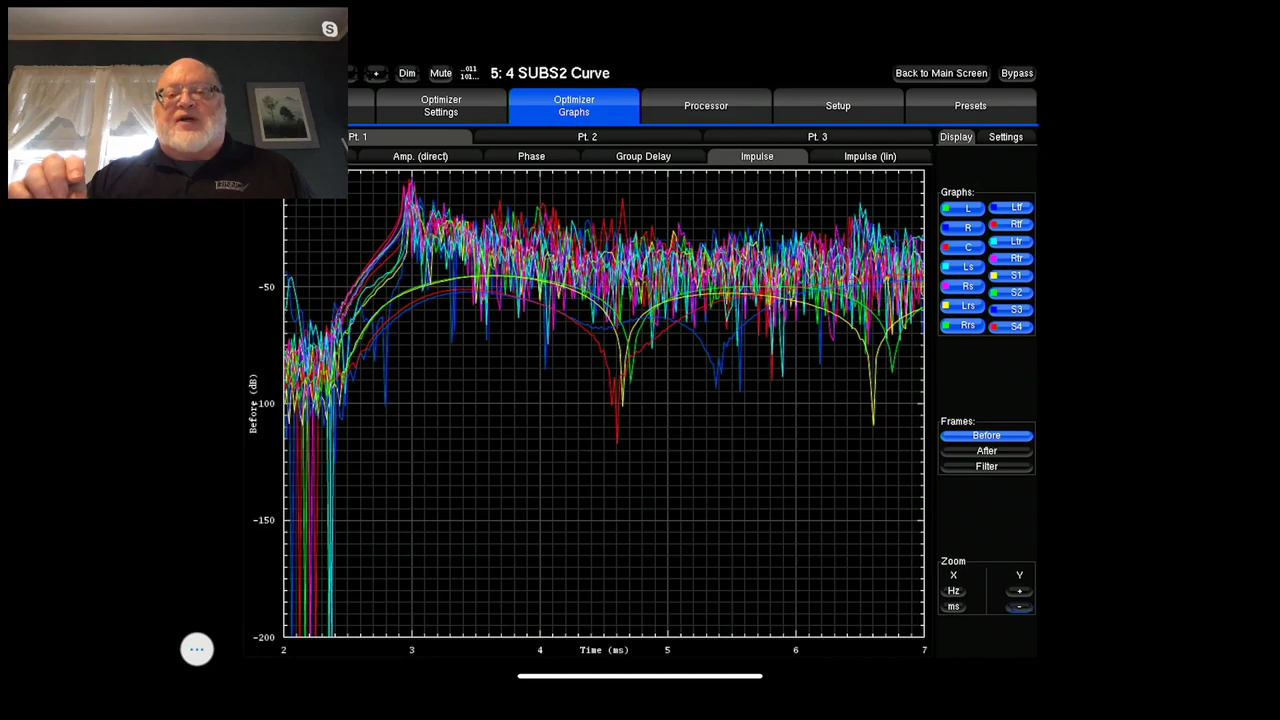 + Dim Mute ..011 101... 5: 4 SUBS2 Curve Back to Main Screen Bypass
Optimizer Settings
Optimizer Graphs
Processor
Setup
Presets
Pt. 1 Pt. 2 Pt. 3 Display Settings
Amp. (direct) Phase Group Delay Impulse Impulse (lin)
Graphs:
L Ltf
R Rtf
C Ltr
Ls Rtr
Rs S1
Lrs S2
Rrs S3
S4
Frames:
Before
After
Filter
Zoom
X Y
Hz +
ms -
Before (dB)
-50
-100
-150
-200
2 3 4 Time (ms) 5 6 7